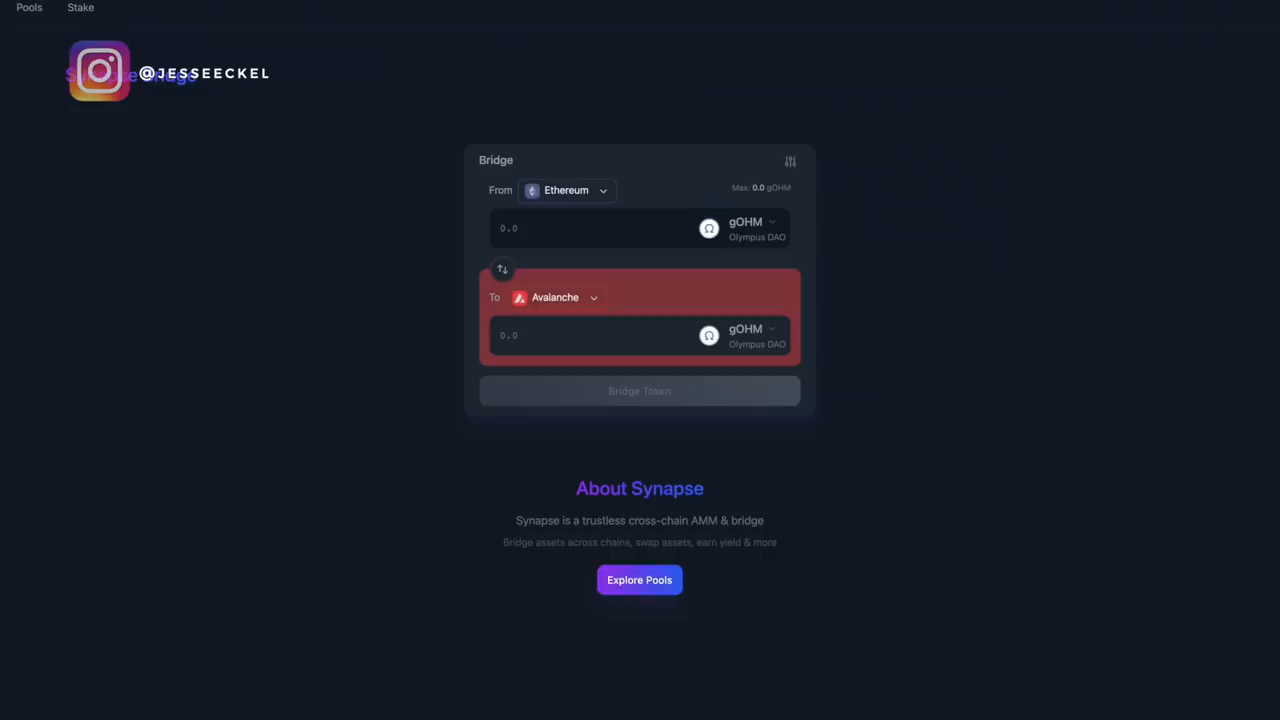 Pools Stake
Synapse Bridge
@JESSEECKEL
Bridge
From Ethereum Max: 0.0 gOHM
0.0 gOHM
Olympus DAO
To Avalanche
0.0 gOHM
Olympus DAO
Bridge Token
About Synapse
Synapse is a trustless cross-chain AMM & bridge
Bridge assets across chains, swap assets, earn yield & more
Explore Pools